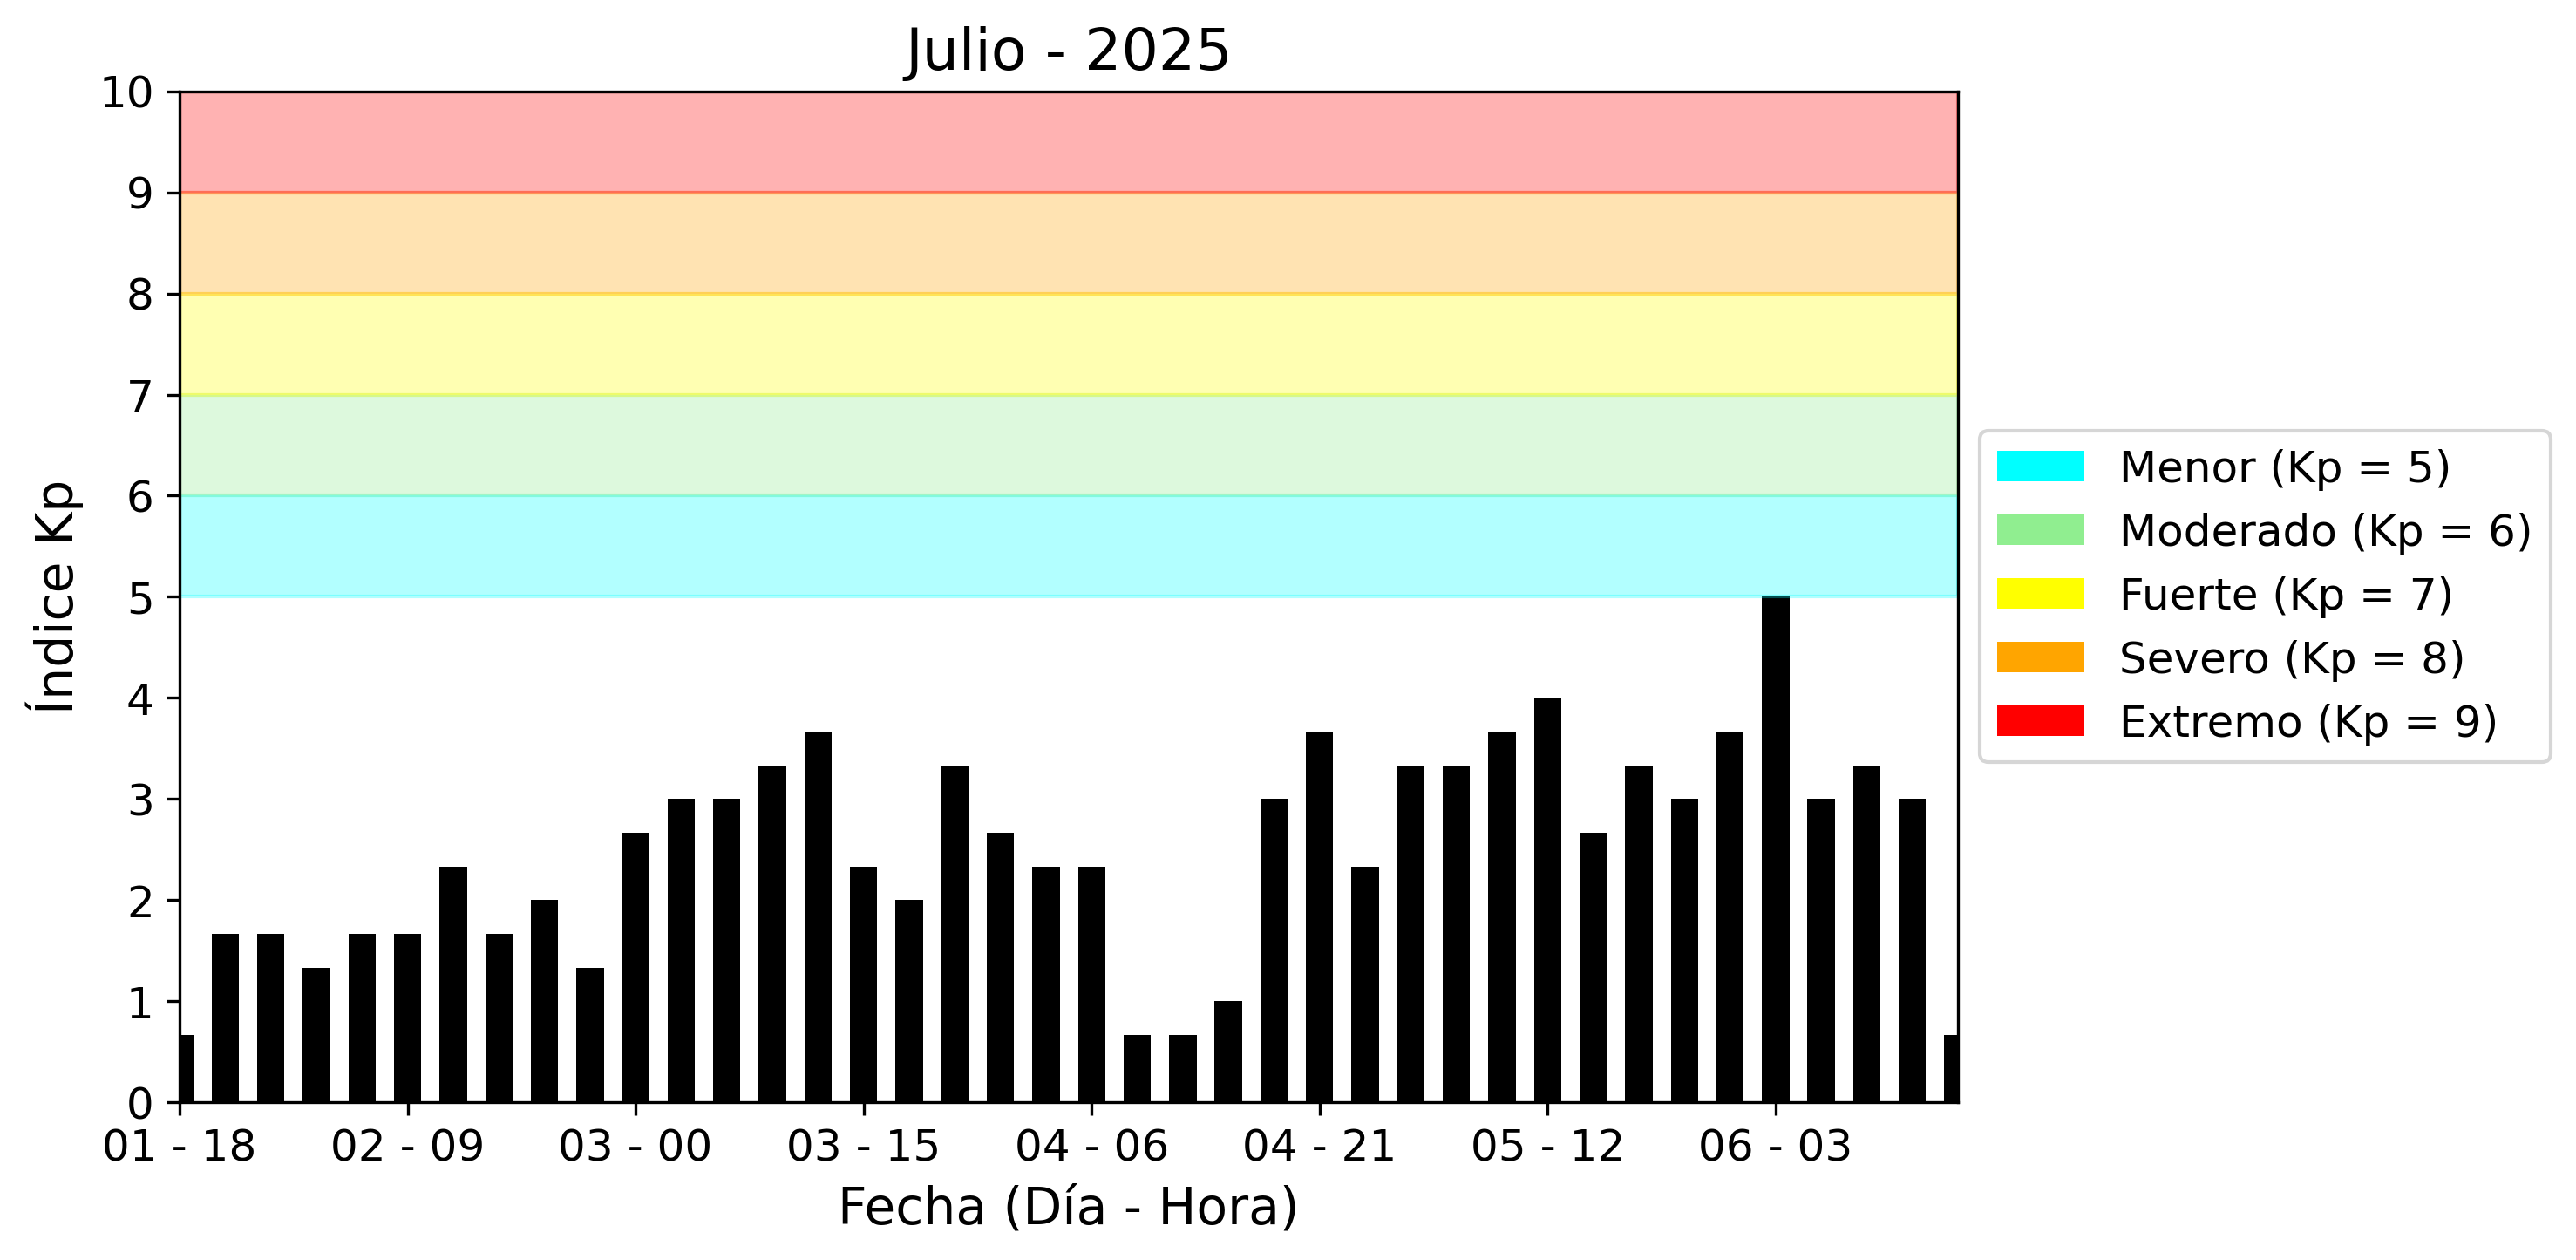 Julio - 2025
10
9
8
7
6
5
4
3
2
1
0
Índice Kp
01 - 18
02 - 09
03 - 00
03 - 15
04 - 06
04 - 21
05 - 12
06 - 03
Fecha (Día - Hora)
Menor (Kp = 5)
Moderado (Kp = 6)
Fuerte (Kp = 7)
Severo (Kp = 8)
Extremo (Kp = 9)